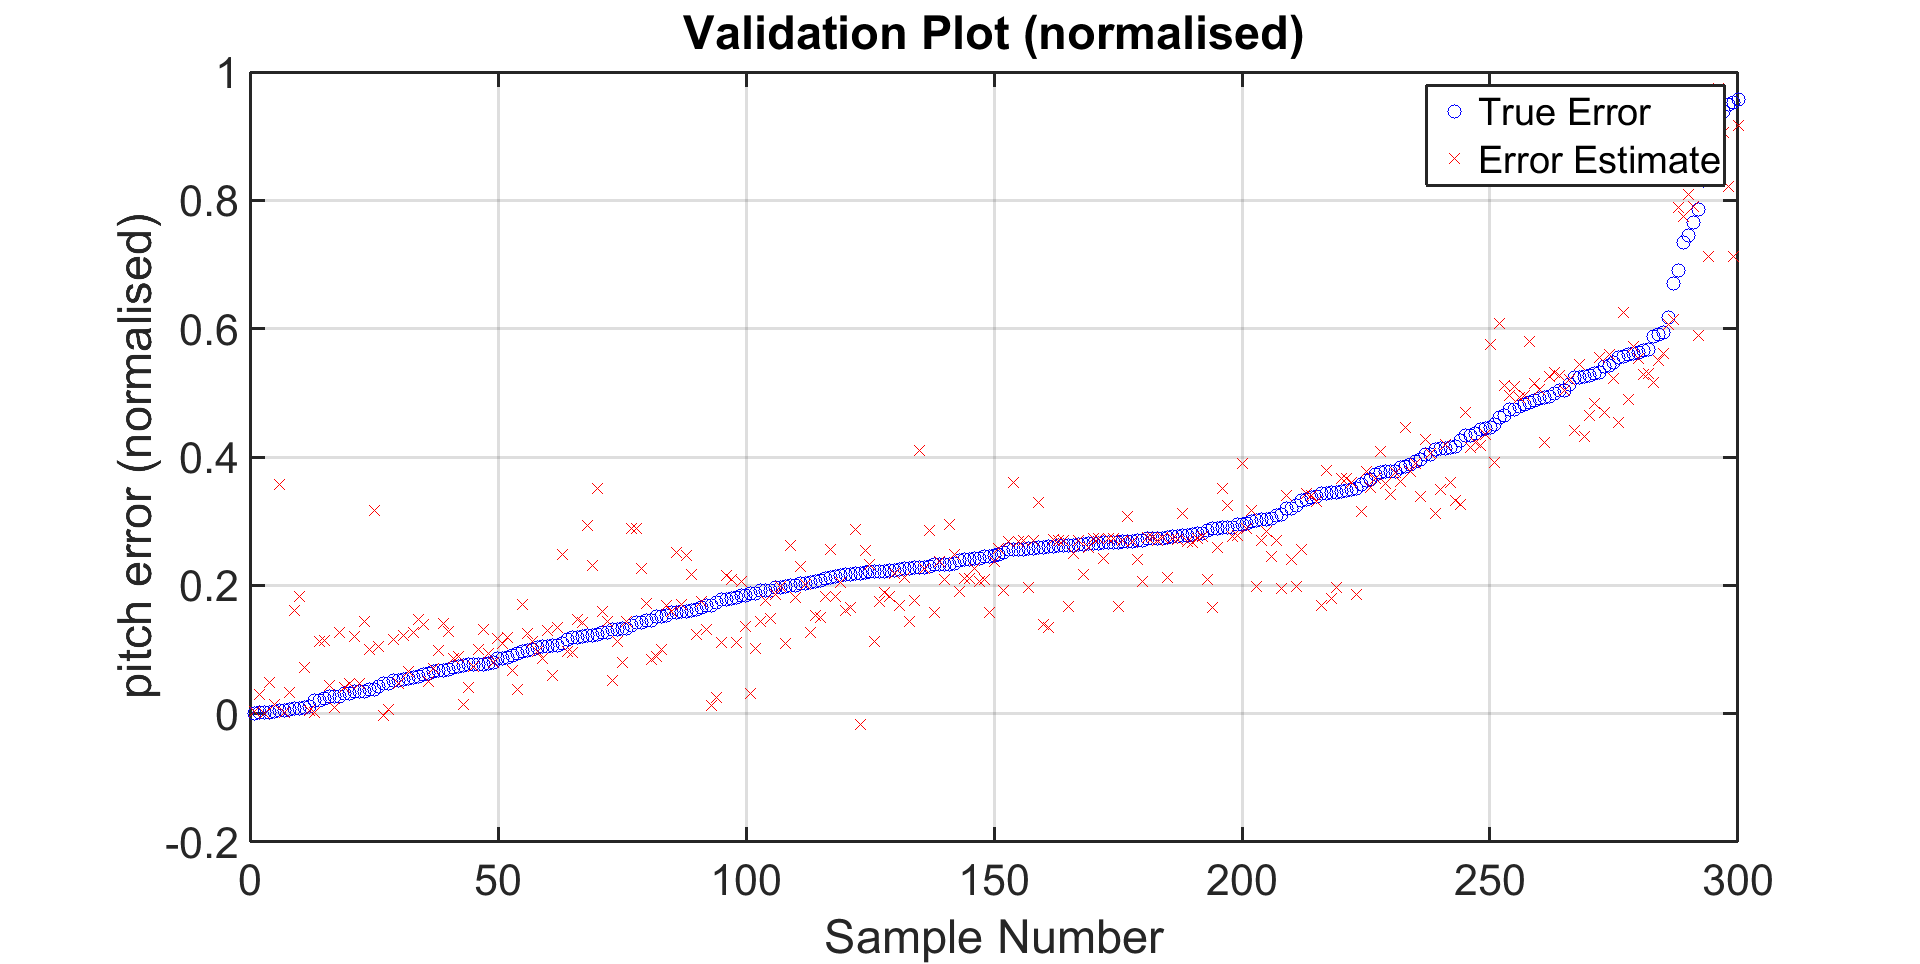 Validation Plot (normalised)
1
0.8
0.6
0.4
0.2
0
-0.2
pitch error (normalised)
True Error
Error Estimate
0 50 100 150 200 250 300
Sample Number